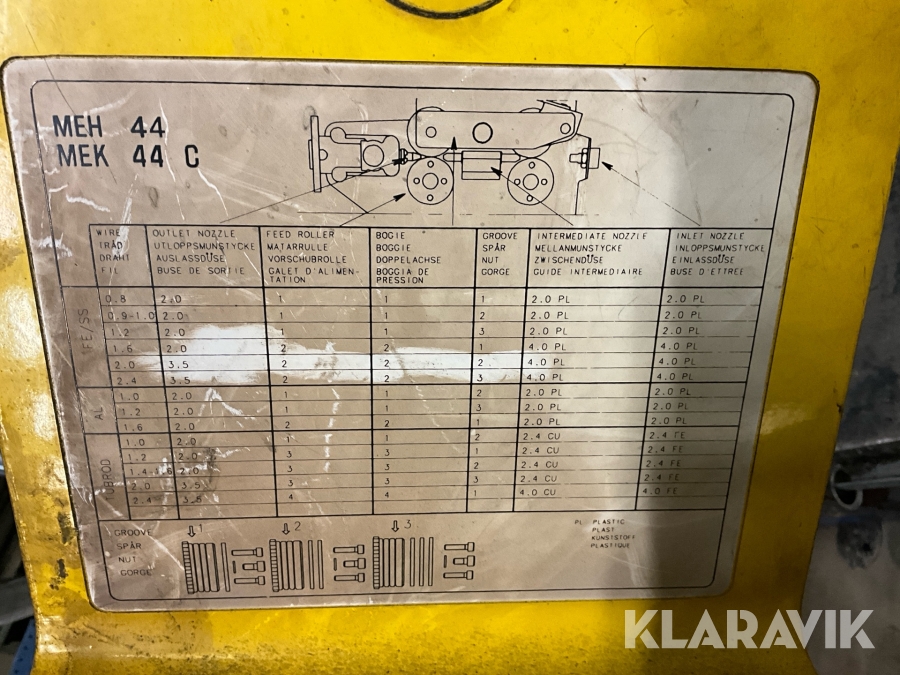 MEH 44
MEK 44 C
WIRE OUTLET NOZZLE FEED ROLLER BOGIE GROOVE INTERMEDIATE NOZZLE INLET NOZZLE
TRÅD UTLOPPSMUNSTYCKE MATARRULLE BOGGIE SPÅR MELLANMUNSTYCKE INLOPPSMUNSTYCKE
DRAHT AUSLASSDÜSE VORSCHUBROLLE DOPPELACHSE NUT ZWISCHENDÜSE EINLASSDÜSE
FIL BUSE DE SORTIE GALET D'ALIMEN- BOGGIA DE GORGE GUIDE INTERMEDIAIRE BUSE D'ETTREE
TATION PRESSION
FE/SS
0.8 2.0 1 1 1 2.0 PL 2.0 PL
0.9-1.0 2.0 1 1 2 2.0 PL 2.0 PL
1.2 2.0 1 1 3 2.0 PL 2.0 PL
1.6 2.0 2 2 1 4.0 PL 4.0 PL
2.0 3.5 2 2 2 4.0 PL 4.0 PL
2.4 3.5 2 2 3 4.0 PL 4.0 PL
AL
1.0 2.0 1 1 2 2.0 PL 2.0 PL
1.2 2.0 1 1 3 2.0 PL 2.0 PL
1.6 2.0 2 2 1 2.0 PL 2.0 PL
1.0 2.0 1 1 2 2.4 CU 2.4 FE
1.2 2.0 3 3 1 2.4 CU 2.4 FE
2.0 3 3 2 2.4 CU 2.4 FE
2.0 3.5 3 3 3 2.4 CU 2.4 FE
2.4 3.5 4 4 1 4.0 CU 4.0 FE
GROOVE 1 2 3
SPÅR
NUT
GORGE
PL PLASTIC
PLAST
KUNSTSTOFF
PLASTIQUE
KLARAVIK